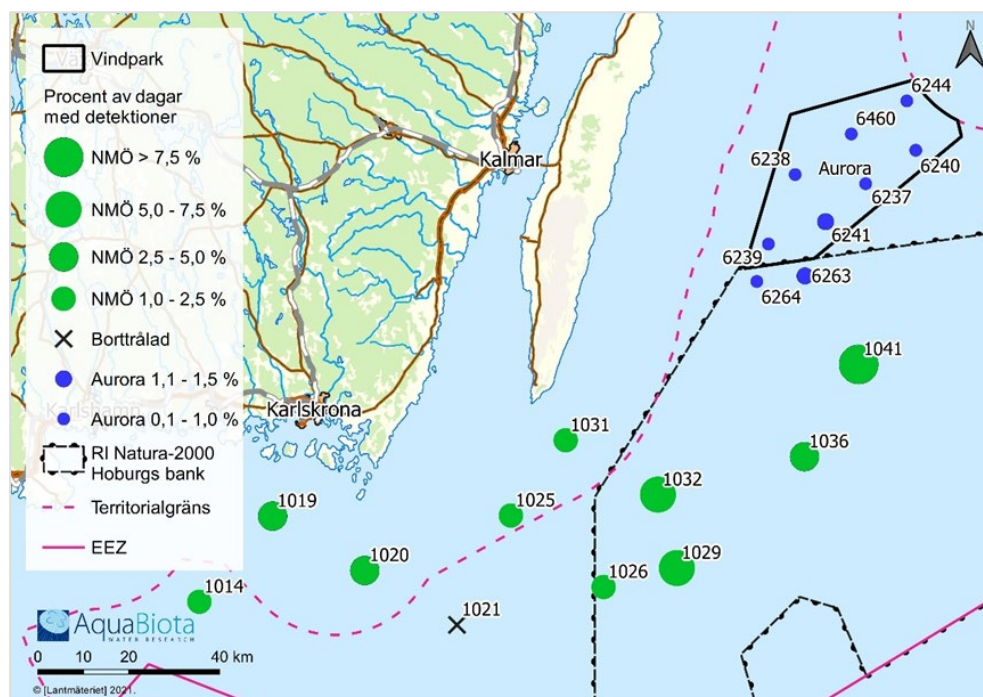 Vindpark
Procent av dagar
med detektioner
NMÖ > 7,5 %
NMÖ 5,0 - 7,5 %
NMÖ 2,5 - 5,0 %
NMÖ 1,0 - 2,5 %
Borttrålad
Aurora 1,1 - 1,5 %
Aurora 0,1 - 1,0 %
RI Natura-2000
Hoburgs bank
Territorialgräns
EEZ
N
6244
6460
6238
6240
Aurora
6237
6241
6239
6263
6264
Kalmar
1041
Karlshamn
Karlskrona
1031
1036
1032
1019
1025
1020
1029
1026
1014
1021
AquaBiota
WATER RESEARCH
0 10 20 40 km
© [Lantmäteriet] 2021.